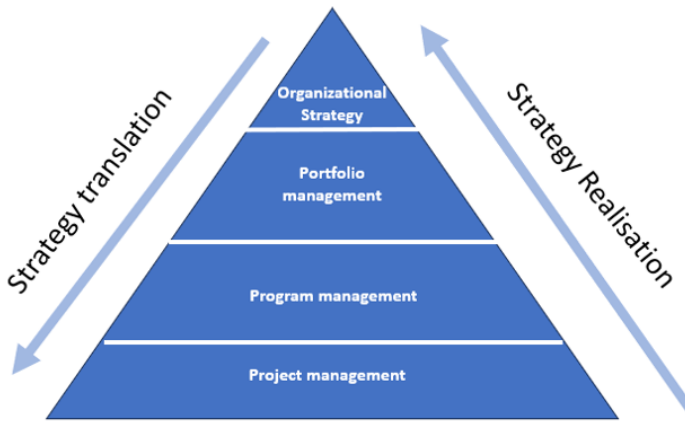 Strategy translation
Organizational
Strategy
Strategy Realisation
Portfolio
management
Program management
Project management